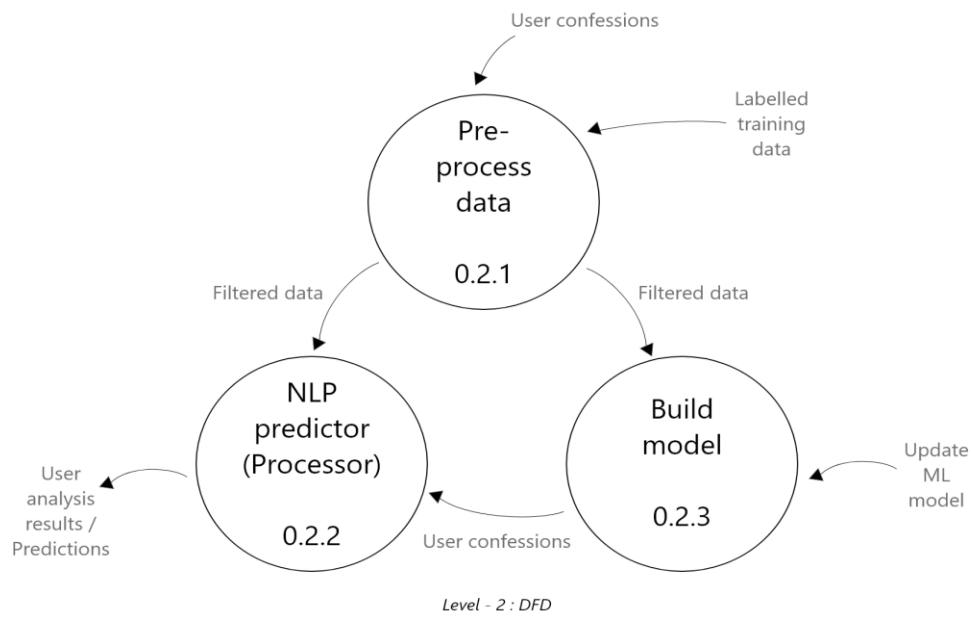 User confessions
Labelled
training
data
Pre-
process
data
0.2.1
Filtered data
Filtered data
NLP
predictor
(Processor)
0.2.2
Build
model
0.2.3
User
analysis
results /
Predictions
User confessions
Update
ML
model
Level - 2 : DFD